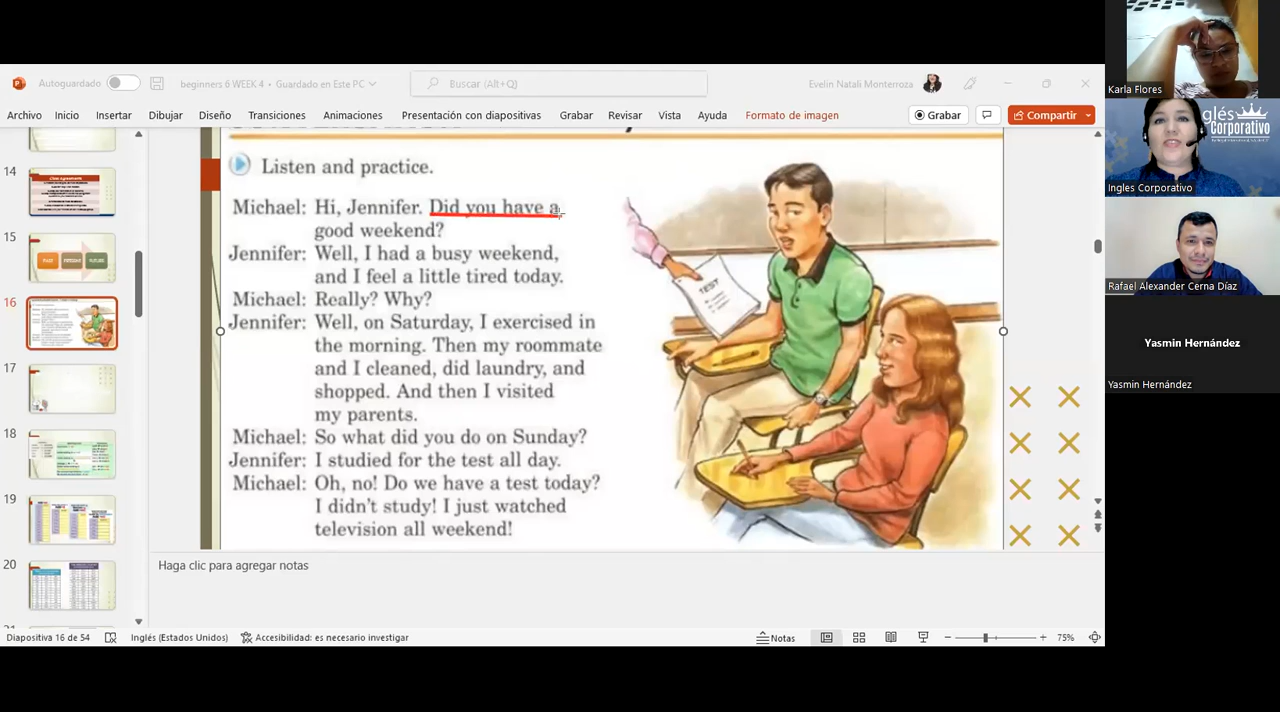 Autoguardado
beginners 6 WEEK 4 • Guardado en Este PC
Buscar (Alt+Q)
Evelin Natali Monterroza
Archivo Inicio Insertar Dibujar Diseño Transiciones Animaciones Presentación con diapositivas Grabar Revisar Vista Ayuda Formato de imagen
Grabar
Compartir
14
15
16
17
18
19
20
Listen and practice.
Michael: Hi, Jennifer. Did you have a
good weekend?
Jennifer: Well, I had a busy weekend,
and I feel a little tired today.
Michael: Really? Why?
Jennifer: Well, on Saturday, I exercised in
the morning. Then my roommate
and I cleaned, did laundry, and
shopped. And then I visited
my parents.
Michael: So what did you do on Sunday?
Jennifer: I studied for the test all day.
Michael: Oh, no! Do we have a test today?
I didn't study! I just watched
television all weekend!
TEST
Haga clic para agregar notas
Diapositiva 16 de 54
Inglés (Estados Unidos)
Accesibilidad: es necesario investigar
Notas
75%
Karla Flores
glés
Corporativo
Ingles Corporativo
Rafael Alexander Cerna Díaz
Yasmin Hernández
Yasmin Hernández